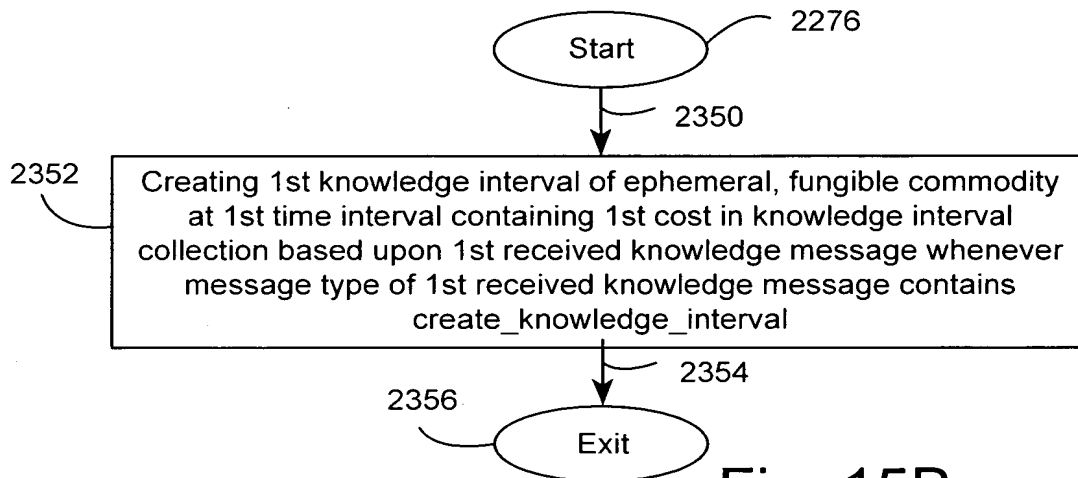 2276
Start
2350
2352
Creating 1st knowledge interval of ephemeral, fungible commodity
at 1st time interval containing 1st cost in knowledge interval
collection based upon 1st received knowledge message whenever
message type of 1st received knowledge message contains
create_knowledge_interval
2354
2356
Exit
Fig. 15B